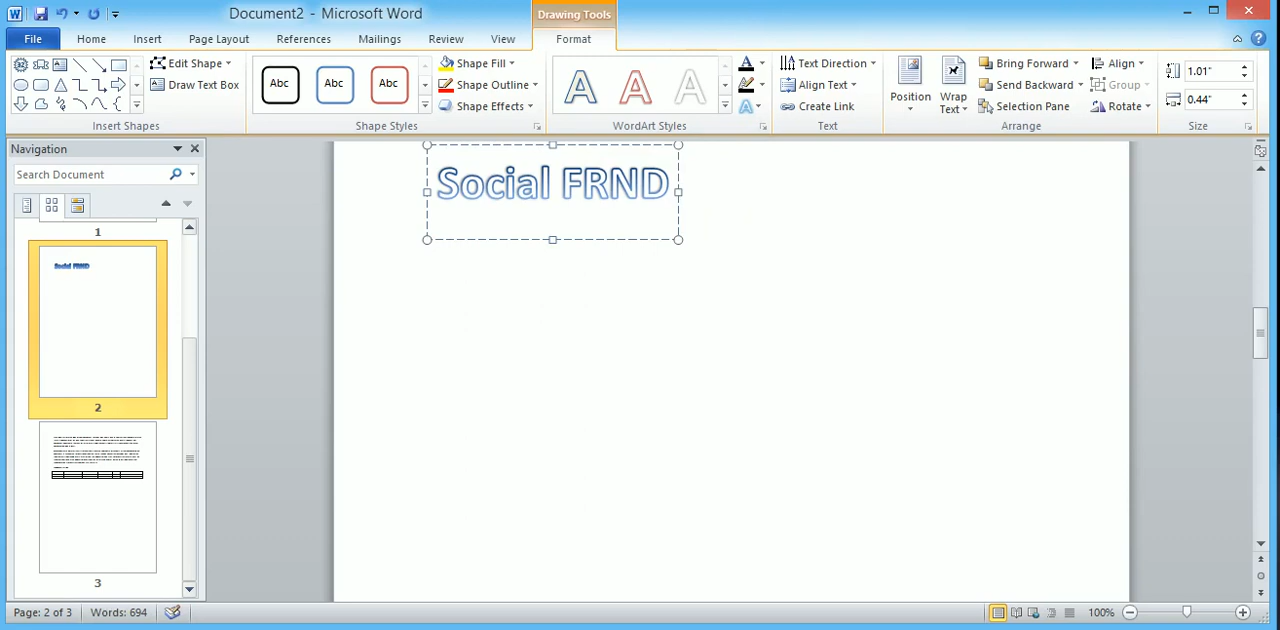 Document2 - Microsoft Word
Drawing Tools
File Home Insert Page Layout References Mailings Review View Format
Edit Shape
Draw Text Box
Insert Shapes
Abc Abc Abc
Shape Fill
Shape Outline
Shape Effects
Shape Styles
A A A
WordArt Styles
Text Direction
Align Text
Create Link
Text
Position
Wrap Text
Bring Forward
Send Backward
Selection Pane
Align
Group
Rotate
Arrange
1.01"
0.44"
Size
Navigation
Search Document
1
Social FRND
2
3
Social FRND
Page: 2 of 3 Words: 694
100%